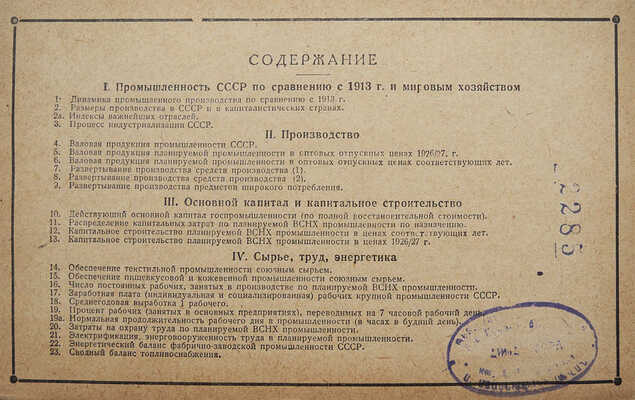 СОДЕРЖАНИЕ
I. Промышленность СССР по сравнению с 1913 г. и мировым хозяйством
1. Динамика промышленного производства по сравнению с 1913 г.
2. Размеры производства в СССР и в капиталистических странах.
2а. Индексы важнейших отраслей.
3. Процесс индустриализации СССР.
II. Производство
4. Валовая продукция промышленности СССР.
5. Валовая продукция планируемой промышленности в оптовых отпускных ценах 1926/27, г.
6. Валовая продукция планируемой промышленности в оптовых отпускных ценах соответствующих лет.
7. Развертывание производства средств производства (1).
8. Развертывание производства средств производства (2).
9. Развертывание производства предметов широкого потребления.
III. Основной капитал и капитальное строительство
10. Действующий основной капитал госпромышленности (по полной восстановительной стоимости).
11. Распределение капитальных затрат по планируемой ВСНХ промышленности по назначению.
12. Капитальное строительство планируемой ВСНХ промышленности в ценах соответствующих лет.
13. Капитальное строительство планируемой ВСНХ промышленности в ценах 1926/27 г.
IV. Сырье, труд, энергетика
14. Обеспечение текстильной промышленности союзным сырьем.
15. Обеспечение пищевкусовой и кожевенной промышленности союзным сырьем.
16. Число постоянных рабочих, занятых в производстве по планируемой ВСНХ промышленности.
17. Заработная плата (индивидуальная и социализированная) рабочих крупной промышленности СССР.
18. Среднегодовая выработка 1 рабочего.
19. Процент рабочих (занятых в основных предприятиях), переводимых на 7 часовой рабочий день.
19а. Нормальная продолжительность рабочего дня в промышленности (в часах в будний день).
20. Затраты на охрану труда по планируемой ВСНХ промышленности.
21. Электрификация, энерговооруженность труда в планируемой промышленности.
22. Энергетический баланс фабрично-заводской промышленности СССР.
23. Сводный баланс топливоснабжения.
2285